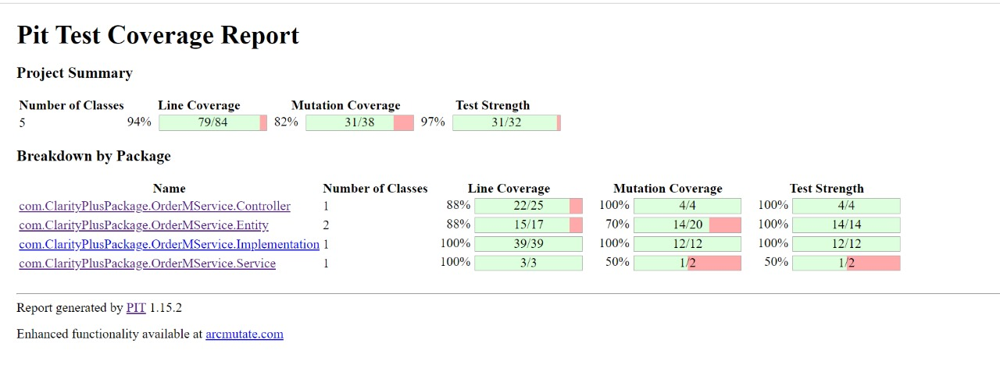 Pit Test Coverage Report
Project Summary
Number of Classes Line Coverage Mutation Coverage Test Strength
5 94% 79/84 82% 31/38 97% 31/32
Breakdown by Package
Name Number of Classes Line Coverage Mutation Coverage Test Strength
com.ClarityPlusPackage.OrderMService.Controller 1 88% 22/25 100% 4/4 100% 4/4
com.ClarityPlusPackage.OrderMService.Entity 2 88% 15/17 70% 14/20 100% 14/14
com.ClarityPlusPackage.OrderMService.Implementation 1 100% 39/39 100% 12/12 100% 12/12
com.ClarityPlusPackage.OrderMService.Service 1 100% 3/3 50% 1/2 50% 1/2
Report generated by PIT 1.15.2
Enhanced functionality available at arcmutate.com